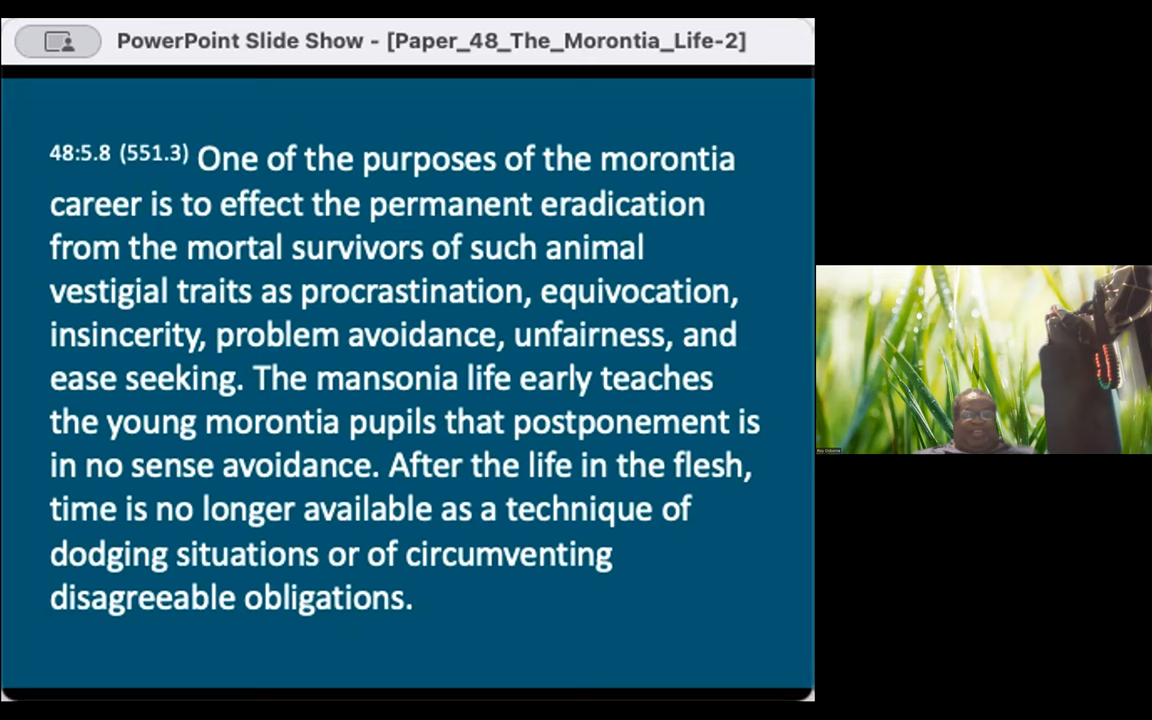 PowerPoint Slide Show - [Paper_48_The_Morontia_Life-2]
48:5.8 (551.3) One of the purposes of the morontia
career is to effect the permanent eradication
from the mortal survivors of such animal
vestigial traits as procrastination, equivocation,
insincerity, problem avoidance, unfairness, and
ease seeking. The mansonia life early teaches
the young morontia pupils that postponement is
in no sense avoidance. After the life in the flesh,
time is no longer available as a technique of
dodging situations or of circumventing
disagreeable obligations.